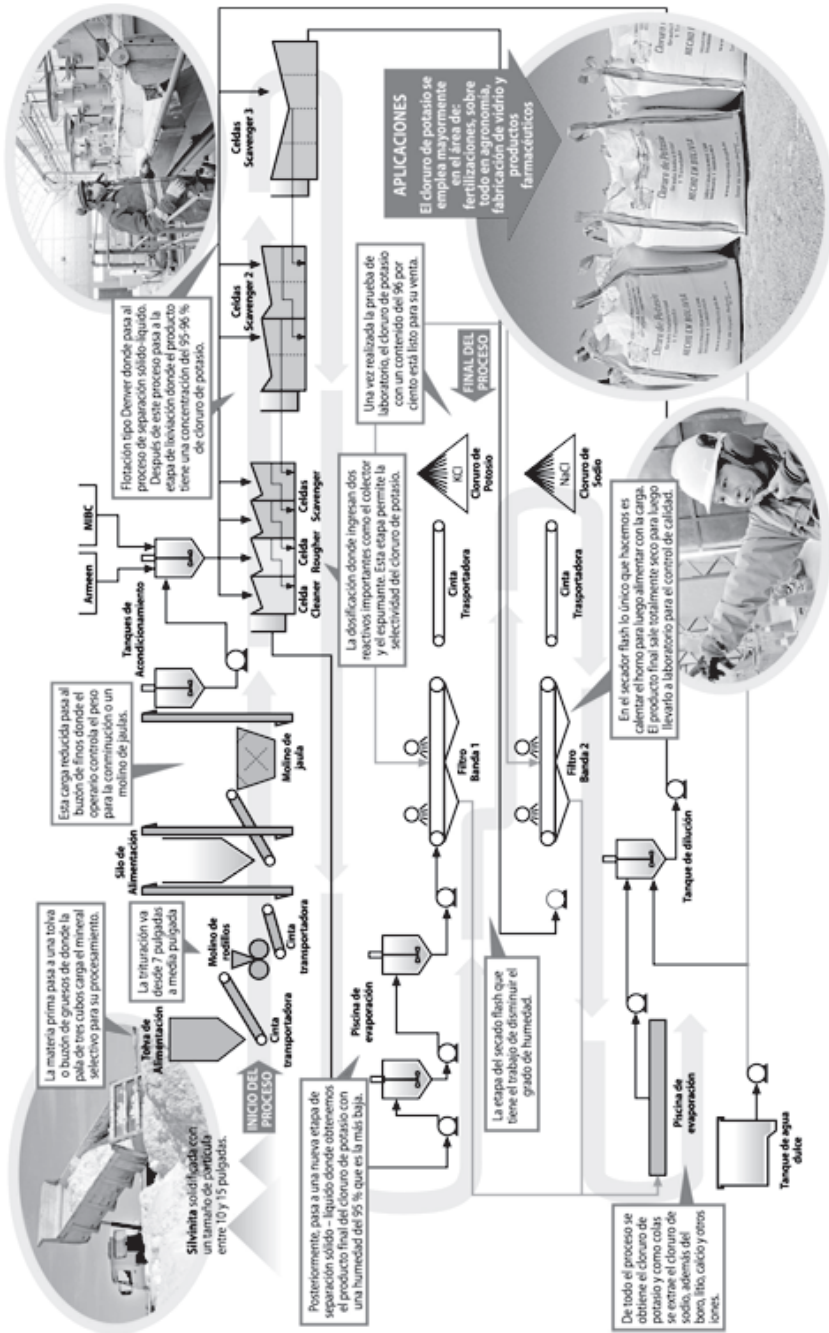 Silvinita solidificada con
un tamaño de partícula
entre 10 y 15 pulgadas.
La materia prima pasa a una tolva
o buzón de gruesos de donde la
pala de tres cubos carga el mineral
selectivo para su procesamiento.
INICIO DEL
PROCESO
Tolva de
Alimentación
Cinta
transportadora
La trituración va
desde 7 pulgadas
a media pulgada
Molino de
rodillos
Cinta
transportadora
Silo de
Alimentación
Esta carga reducida pasa al
buzón de finos donde el
operario controla el peso
para la conminución o un
molino de jaulas.
Molino de
jaula
Tanques de
Acondicionamiento
Armeen
MIBC
Flotación tipo Denver donde pasa al
proceso de separación sólido-líquido.
Después de este proceso pasa a la
etapa de lixiviación donde el producto
tiene una concentración del 95-96 %
de cloruro de potasio.
Celda
Cleaner
Celda
Rougher
Celdas
Scavenger
Celdas
Scavenger 2
Celdas
Scavenger 3
Posteriormente, pasa a una nueva etapa de
separación sólido – líquido donde obtenemos
el producto final del cloruro de potasio con
una humedad del 95 % que es la más baja.
Piscina de
evaporación
La dosificación donde ingresan dos
reactivos importantes como el colector
y el espumante. Esta etapa permite la
selectividad del cloruro de potasio.
Filtro
Banda 1
Cinta
Trasportadora
KCl
Cloruro de
Potosio
Una vez realizada la prueba de
laboratorio, el cloruro de potasio
con un contenido del 96 por
ciento está listo para su venta.
FINAL DEL
PROCESO
APLICACIONES
El cloruro de potasio se
emplea mayormente
en el área de:
fertilizaciones, sobre
todo en agronomía,
fabricación de vidrio y
productos
farmacéuticos
La etapa del secado flash que
tiene el trabajo de disminuir el
grado de humedad.
Filtro
Banda 2
Cinta
Trasportadora
NaCl
Cloruro de
Sodio
En el secador flash lo único que hacemos es
calentar el horno para luego alimentar con la carga.
El producto final sale totalmente seco para luego
llevarlo a laboratorio para el control de calidad.
De todo el proceso se
obtiene el cloruro de
potasio y como colas
se extrae el cloruro de
sodio, además del
boro, litio, calcio y otros
iones.
Piscina de
evaporación
Tanque de dilución
Tanque de agua
dulce
Cloruro de Potasio
HECHO EN BOLIVIA
Cloruro de Potasio
HECHO EN BOLIVIA
Cloruro d
HECHO E